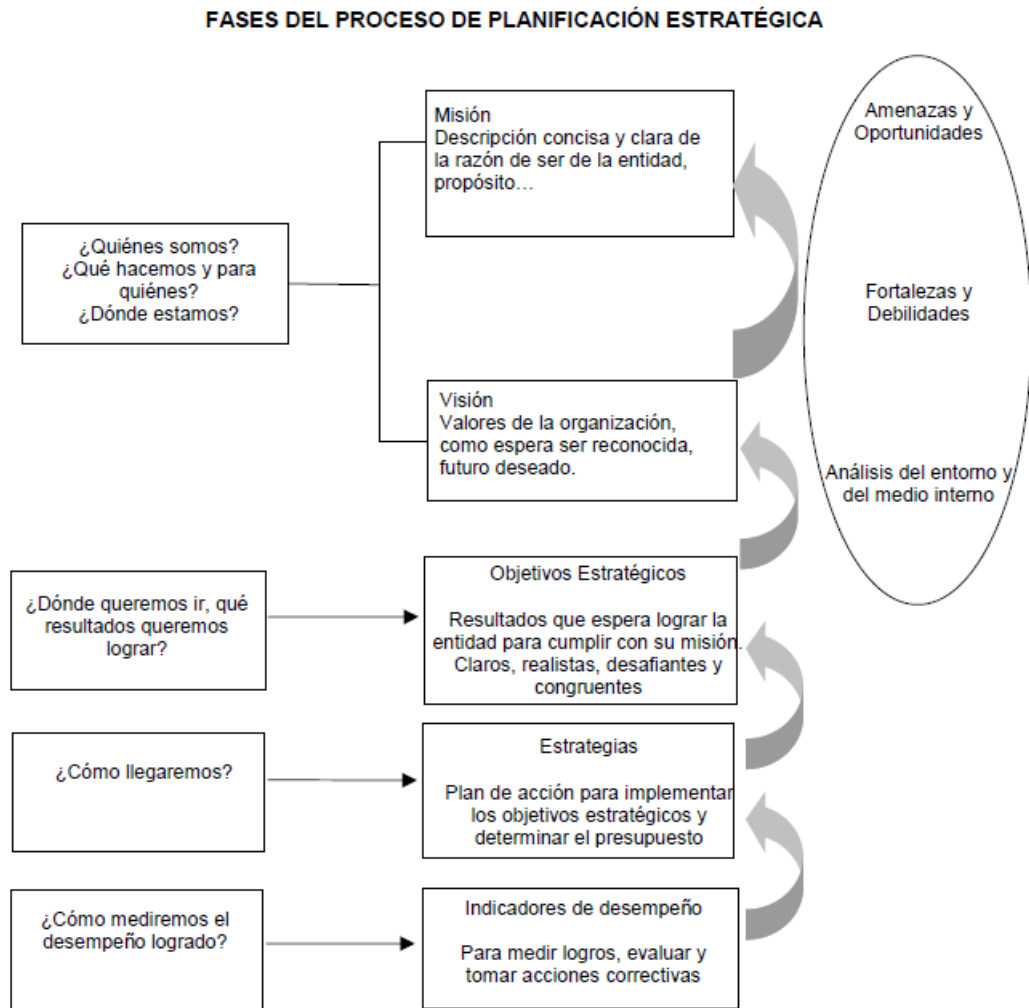 FASES DEL PROCESO DE PLANIFICACIÓN ESTRATÉGICA
¿Quiénes somos?
¿Qué hacemos y para
quiénes?
¿Dónde estamos?
Misión
Descripción concisa y clara de
la razón de ser de la entidad,
propósito…
Visión
Valores de la organización,
como espera ser reconocida,
futuro deseado.
Amenazas y
Oportunidades
Fortalezas y
Debilidades
Análisis del entorno y
del medio interno
¿Dónde queremos ir, qué
resultados queremos
lograr?
Objetivos Estratégicos
Resultados que espera lograr la
entidad para cumplir con su misión.
Claros, realistas, desafiantes y
congruentes
¿Cómo llegaremos?
Estrategias
Plan de acción para implementar
los objetivos estratégicos y
determinar el presupuesto
¿Cómo mediremos el
desempeño logrado?
Indicadores de desempeño
Para medir logros, evaluar y
tomar acciones correctivas